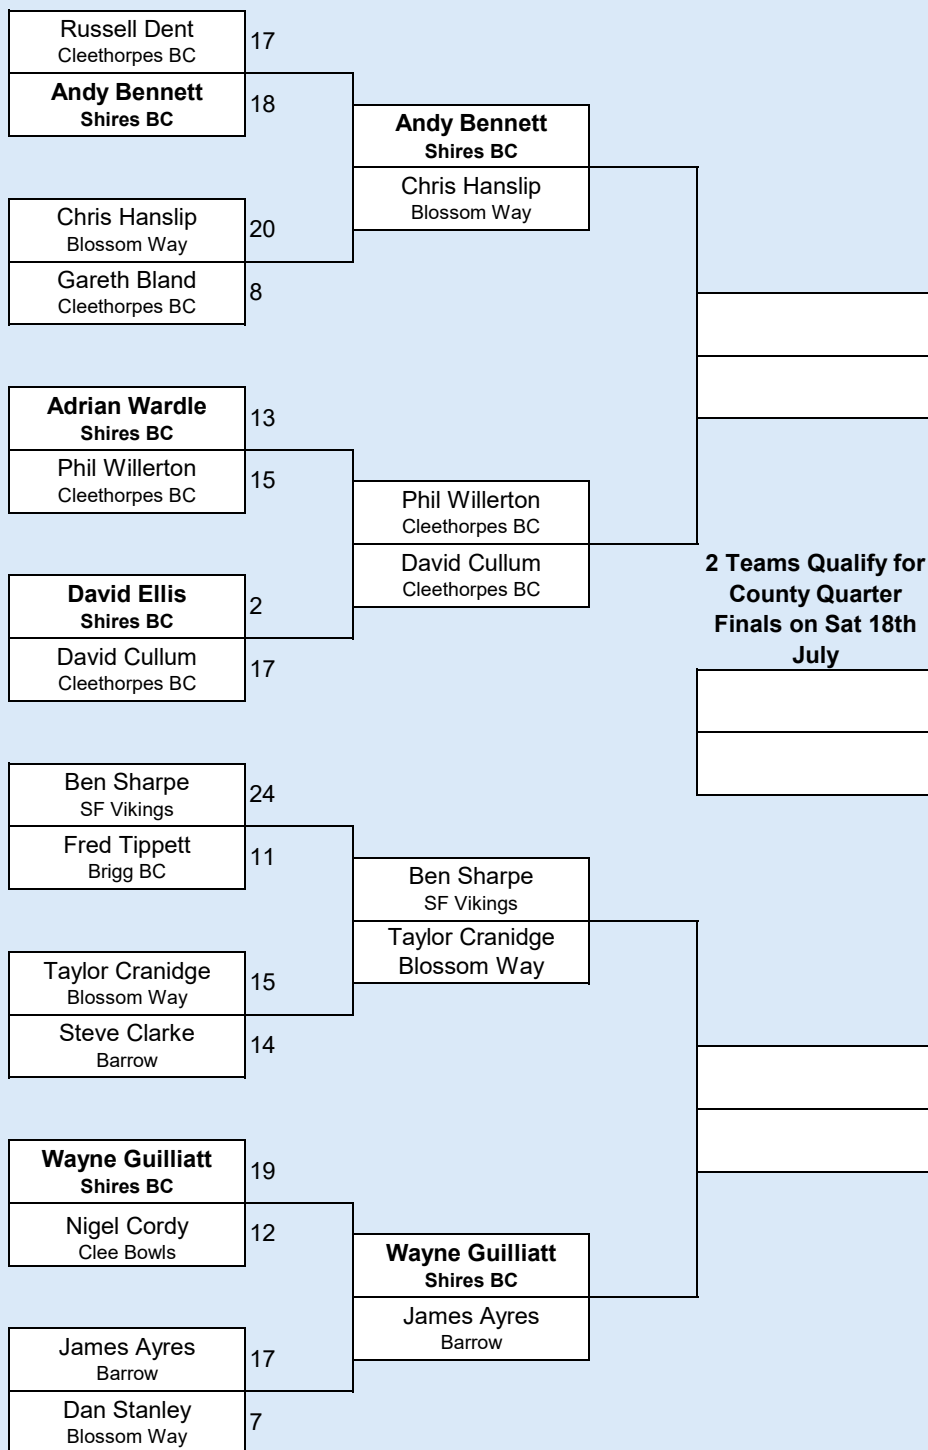 Russell Dent
Cleethorpes BC
17
Andy Bennett
Shires BC
18
Chris Hanslip
Blossom Way
20
Gareth Bland
Cleethorpes BC
8
Adrian Wardle
Shires BC
13
Phil Willerton
Cleethorpes BC
15
David Ellis
Shires BC
2
David Cullum
Cleethorpes BC
17
Ben Sharpe
SF Vikings
24
Fred Tippett
Brigg BC
11
Taylor Cranidge
Blossom Way
15
Steve Clarke
Barrow
14
Wayne Guilliatt
Shires BC
19
Nigel Cordy
Clee Bowls
12
James Ayres
Barrow
17
Dan Stanley
Blossom Way
7
Andy Bennett
Shires BC
Chris Hanslip
Blossom Way
Phil Willerton
Cleethorpes BC
David Cullum
Cleethorpes BC
Ben Sharpe
SF Vikings
Taylor Cranidge
Blossom Way
Wayne Guilliatt
Shires BC
James Ayres
Barrow
2 Teams Qualify for
County Quarter
Finals on Sat 18th
July